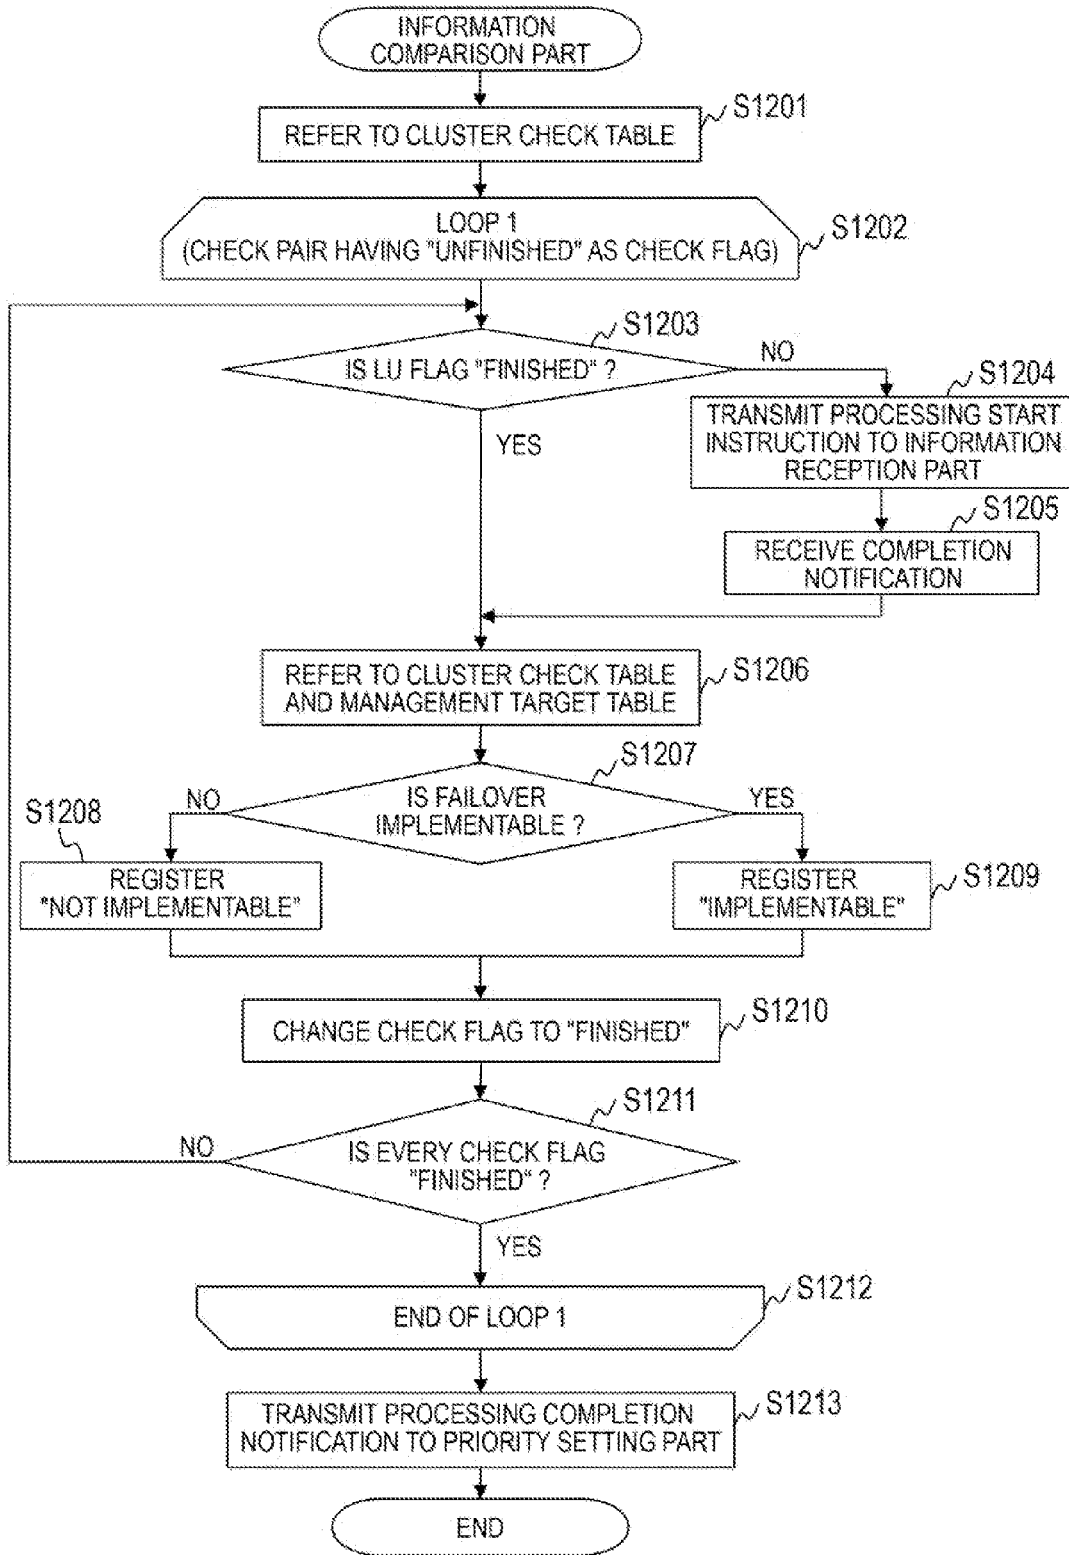 INFORMATION
COMPARISON PART
S1201
REFER TO CLUSTER CHECK TABLE
LOOP 1
(CHECK PAIR HAVING "UNFINISHED" AS CHECK FLAG)
S1202
S1203
IS LU FLAG "FINISHED" ?
NO
YES
S1204
TRANSMIT PROCESSING START
INSTRUCTION TO INFORMATION
RECEPTION PART
S1205
RECEIVE COMPLETION
NOTIFICATION
REFER TO CLUSTER CHECK TABLE
AND MANAGEMENT TARGET TABLE
S1206
S1207
IS FAILOVER
IMPLEMENTABLE ?
NO
YES
S1208
REGISTER
"NOT IMPLEMENTABLE"
REGISTER
"IMPLEMENTABLE"
S1209
CHANGE CHECK FLAG TO "FINISHED"
S1210
S1211
IS EVERY CHECK FLAG
"FINISHED" ?
NO
YES
END OF LOOP 1
S1212
TRANSMIT PROCESSING COMPLETION
NOTIFICATION TO PRIORITY SETTING PART
S1213
END